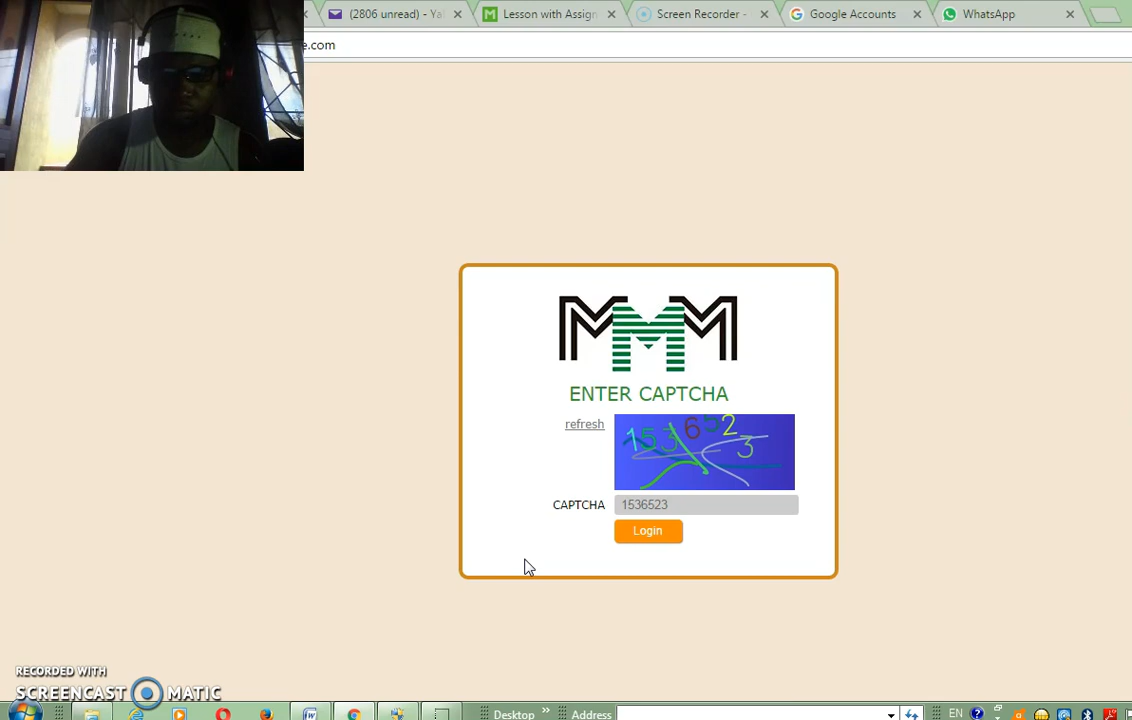 (2806 unread) - Ya
Lesson with Assign
Screen Recorder -
Google Accounts
WhatsApp
e.com
MMM
ENTER CAPTCHA
refresh
1536523
CAPTCHA
1536523
Login
RECORDED WITH
SCREENCAST MATIC
Desktop
Address
EN